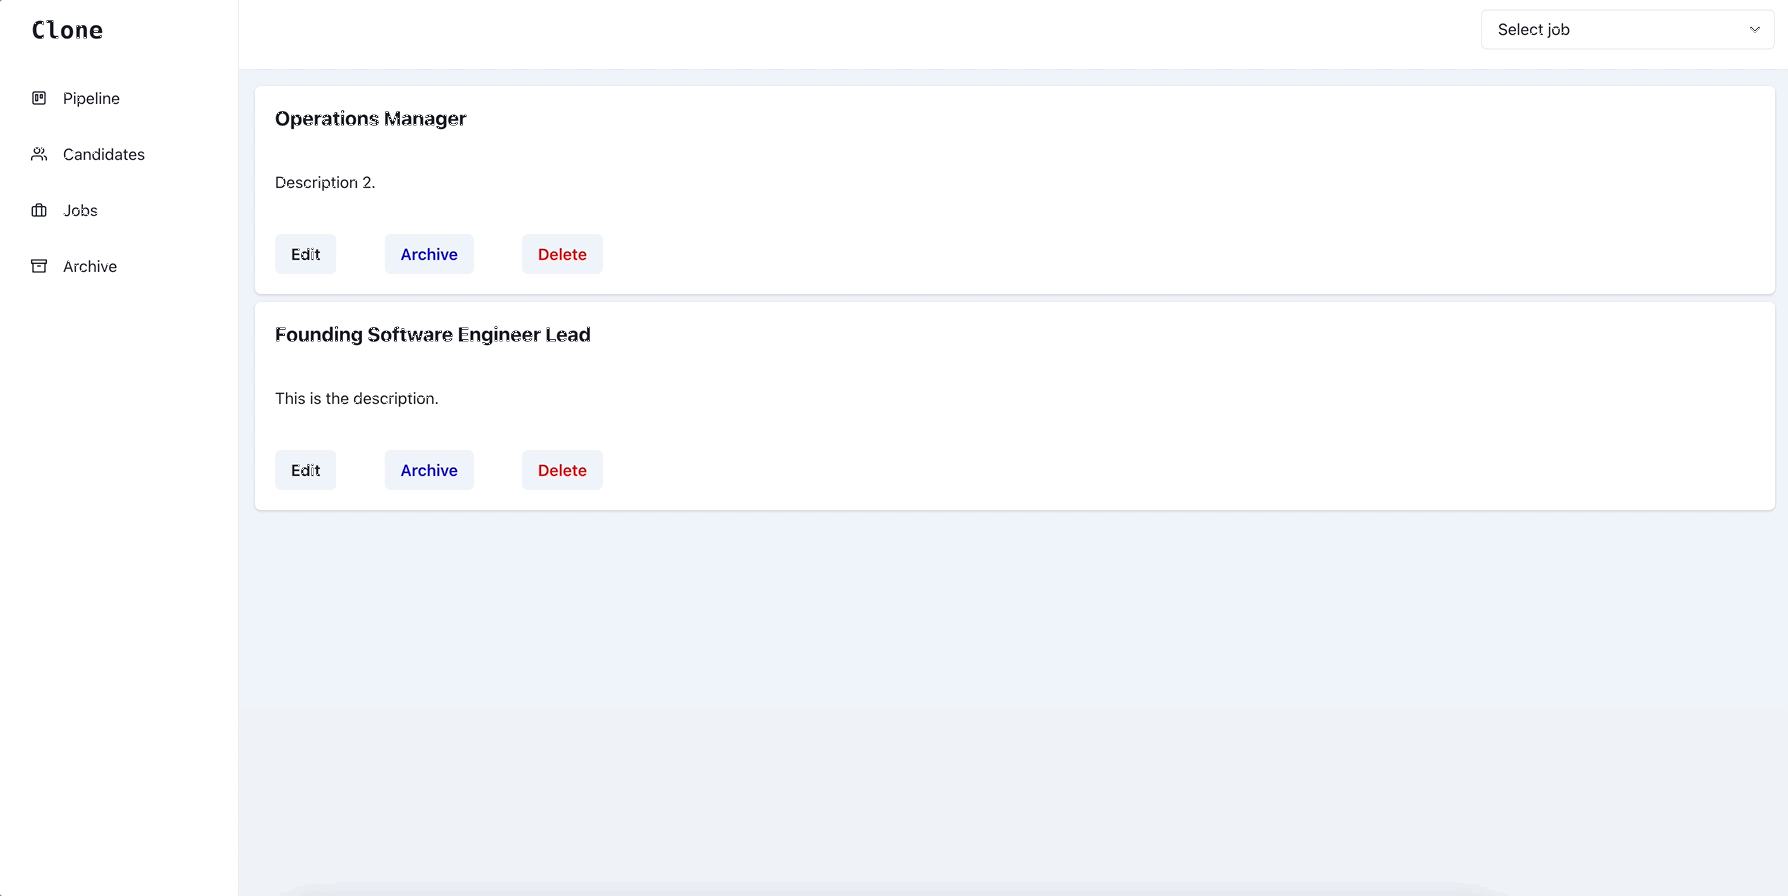 Clone
Select job
Pipeline
Candidates
Jobs
Archive
Operations Manager
Description 2.
Edit Archive Delete
Founding Software Engineer Lead
This is the description.
Edit Archive Delete